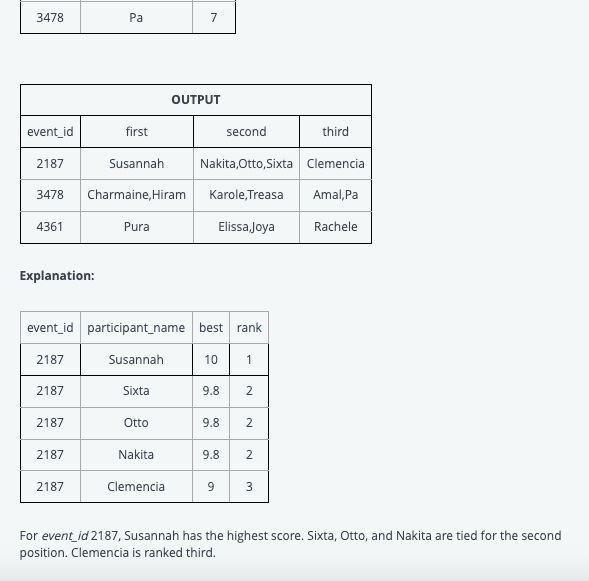 3478 Pa 7
OUTPUT
event_id first second third
2187 Susannah Nakita,Otto,Sixta Clemencia
3478 Charmaine,Hiram Karole,Treasa Amal,Pa
4361 Pura Elissa,Joya Rachele
Explanation:
event_id participant_name best rank
2187 Susannah 10 1
2187 Sixta 9.8 2
2187 Otto 9.8 2
2187 Nakita 9.8 2
2187 Clemencia 9 3
For event_id 2187, Susannah has the highest score. Sixta, Otto, and Nakita are tied for the second
position. Clemencia is ranked third.